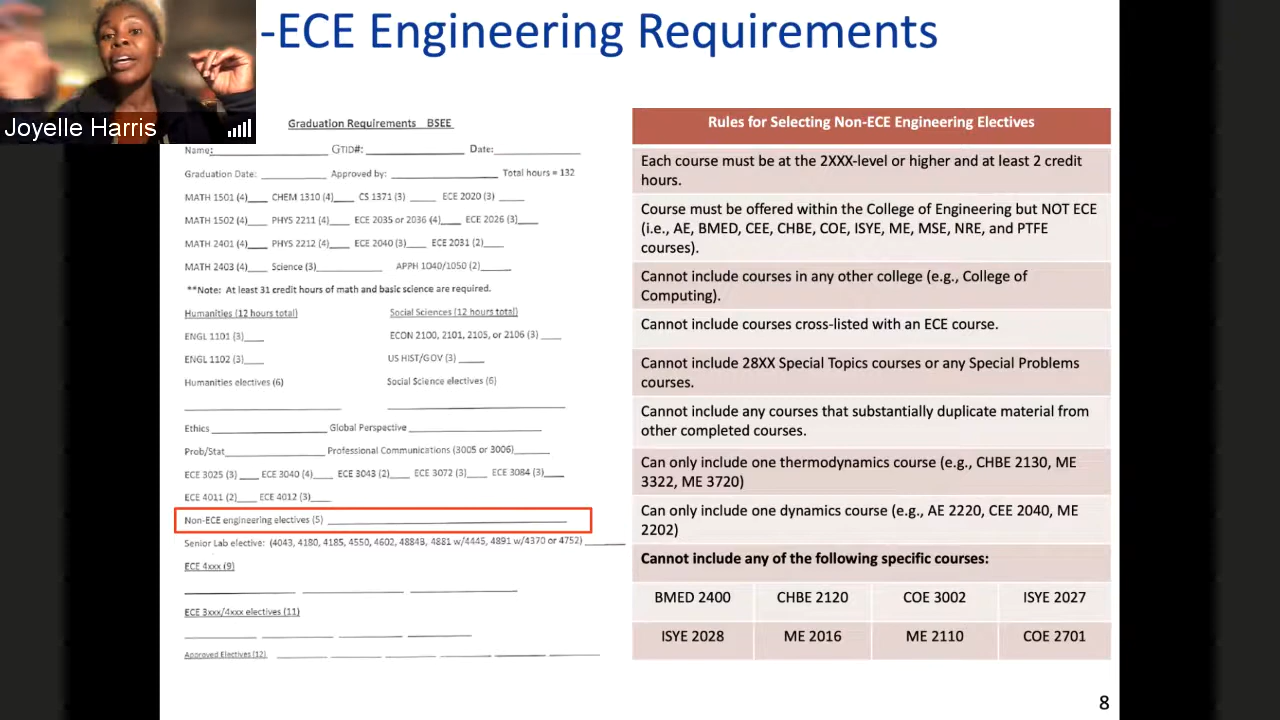 -ECE Engineering Requirements
Joyelle Harris
Graduation Requirements BSEE
Name: GTID#: Date:
Graduation Date: Approved by: Total hours = 132
MATH 1501 (4) CHEM 1310 (4) CS 1371 (3) ECE 2020 (3)
MATH 1502 (4) PHYS 2211 (4) ECE 2035 or 2036 (4) ECE 2026 (3)
MATH 2401 (4) PHYS 2212 (4) ECE 2040 (3) ECE 2031 (2)
MATH 2403 (4) Science (3) APPH 1040/1050 (2)
**Note: At least 31 credit hours of math and basic science are required.
Humanities (12 hours total) Social Sciences (12 hours total)
ENGL 1101 (3) ECON 2100, 2101, 2105, or 2106 (3)
ENGL 1102 (3) US HIST/GOV (3)
Humanities electives (6) Social Science electives (6)
Ethics Global Perspective
Prob/Stat Professional Communications (3005 or 3006)
ECE 3025 (3) ECE 3040 (4) ECE 3043 (2) ECE 3072 (3) ECE 3084 (3)
ECE 4011 (2) ECE 4012 (3)
Non-ECE engineering electives (5)
Senior Lab elective: (4043, 4180, 4185, 4550, 4602, 4884B, 4881 w/4445, 4891 w/4370 or 4752)
ECE 4xxx (9)
ECE 3xxx/4xxx electives (11)
Approved Electives (12)
Rules for Selecting Non-ECE Engineering Electives
Each course must be at the 2XXX-level or higher and at least 2 credit
hours.
Course must be offered within the College of Engineering but NOT ECE
(i.e., AE, BMED, CEE, CHBE, COE, ISYE, ME, MSE, NRE, and PTFE
courses).
Cannot include courses in any other college (e.g., College of
Computing).
Cannot include courses cross-listed with an ECE course.
Cannot include 28XX Special Topics courses or any Special Problems
courses.
Cannot include any courses that substantially duplicate material from
other completed courses.
Can only include one thermodynamics course (e.g., CHBE 2130, ME
3322, ME 3720)
Can only include one dynamics course (e.g., AE 2220, CEE 2040, ME
2202)
Cannot include any of the following specific courses:
BMED 2400 CHBE 2120 COE 3002 ISYE 2027
ISYE 2028 ME 2016 ME 2110 COE 2701
8